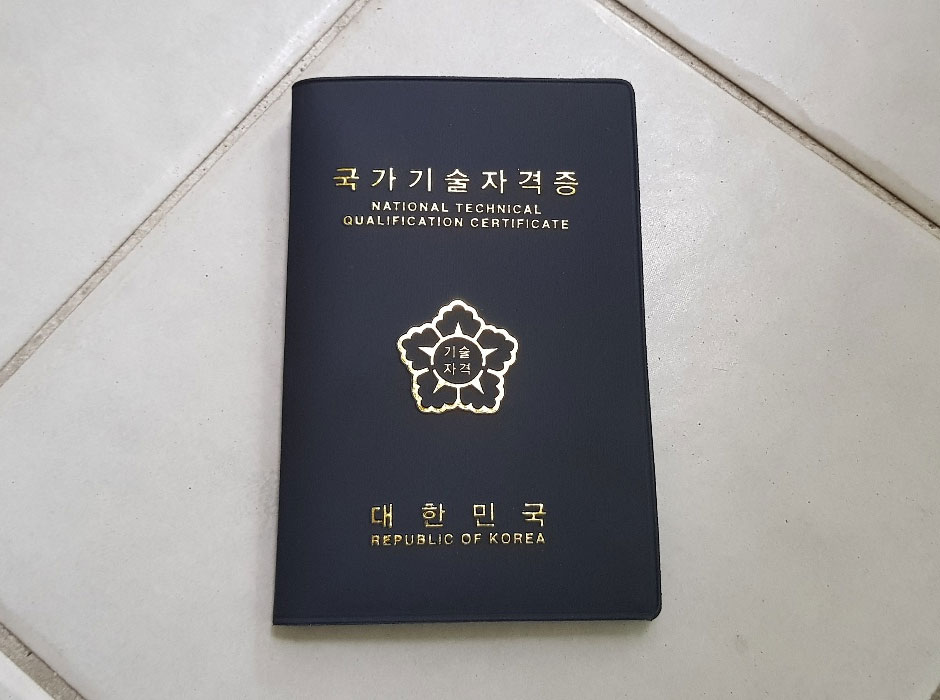 국가기술자격증
NATIONAL TECHNICAL
QUALIFICATION CERTIFICATE
기술
자격
대한민국
REPUBLIC OF KOREA